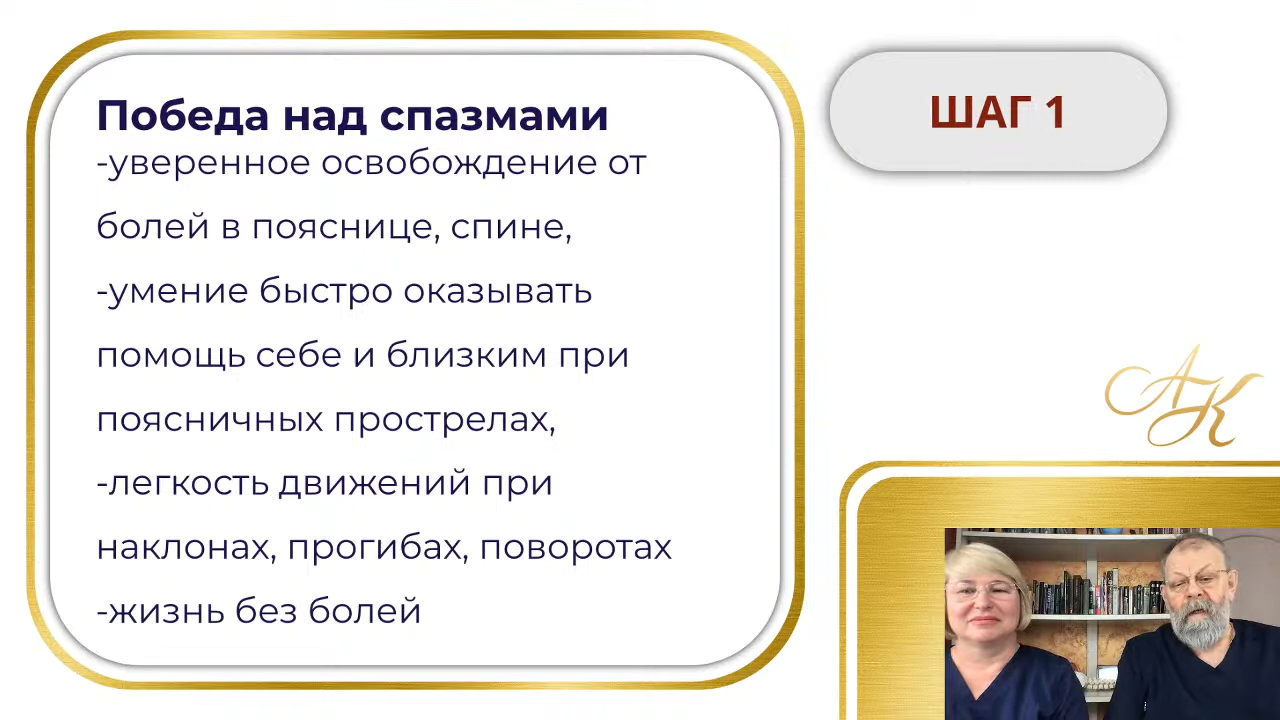 Победа над спазмами
-уверенное освобождение от
болей в пояснице, спине,
-умение быстро оказывать
помощь себе и близким при
поясничных прострелах,
-легкость движений при
наклонах, прогибах, поворотах
-жизнь без болей
ШАГ 1
АК